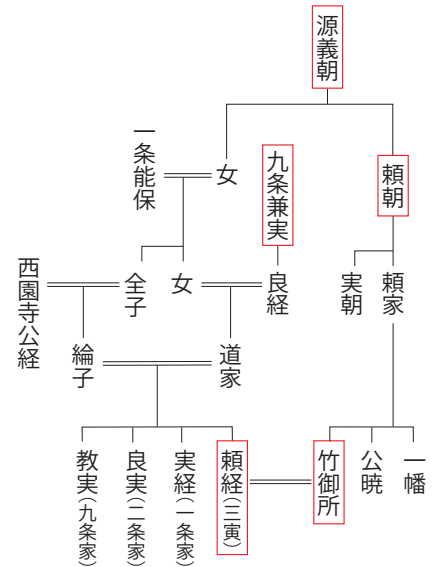 源義朝
一条能保
女
九条兼実
頼朝
西園寺公経
全子
女
良経
実朝
頼家
綸子
道家
教実(九条家)
良実(二条家)
実経(一条家)
頼経(三寅)
竹御所
公暁
一幡